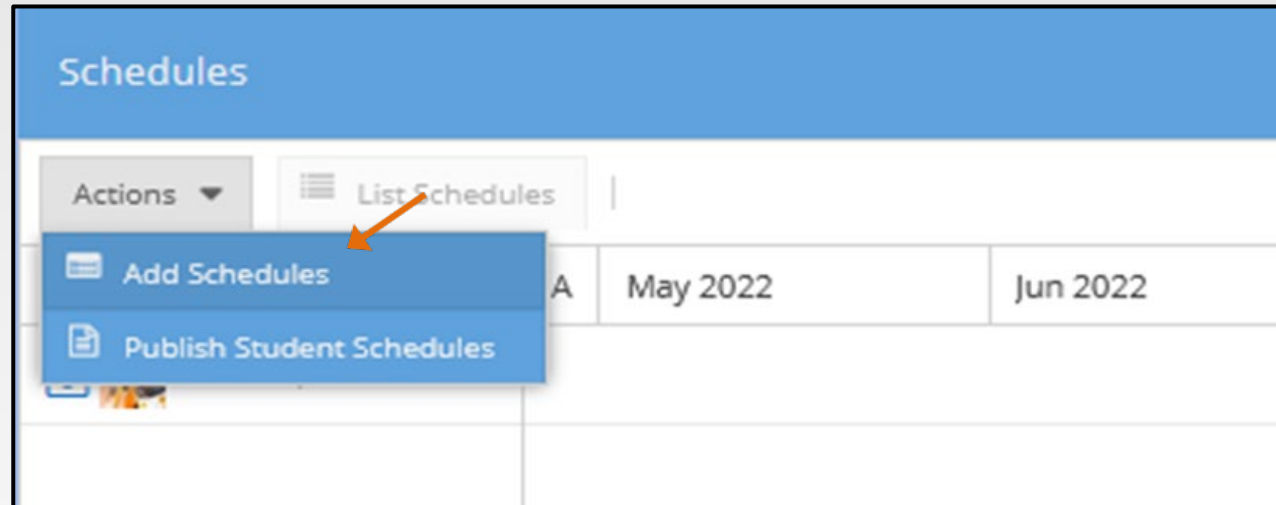 Schedules
Actions List Schedules
Add Schedules
A May 2022 Jun 2022
Publish Student Schedules